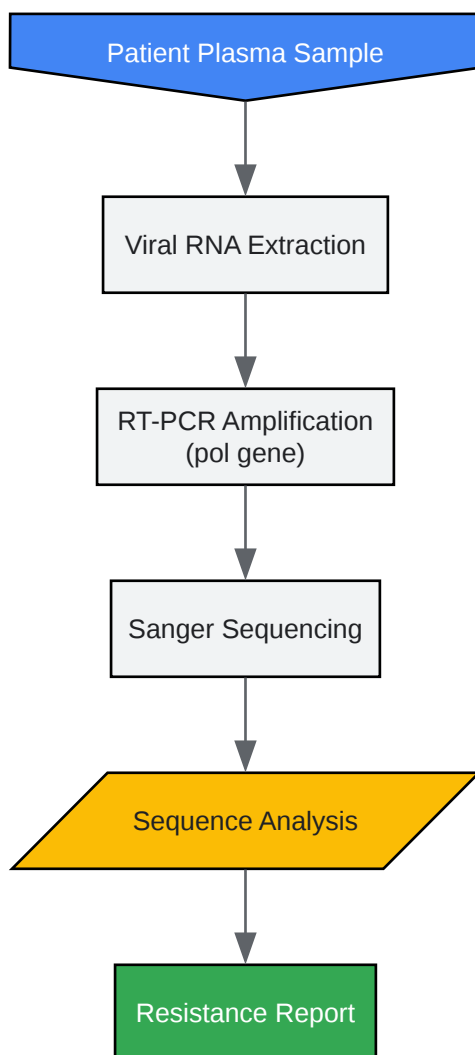 Patient Plasma Sample
Viral RNA Extraction
RT-PCR Amplification
(pol gene)
Sanger Sequencing
Sequence Analysis
Resistance Report